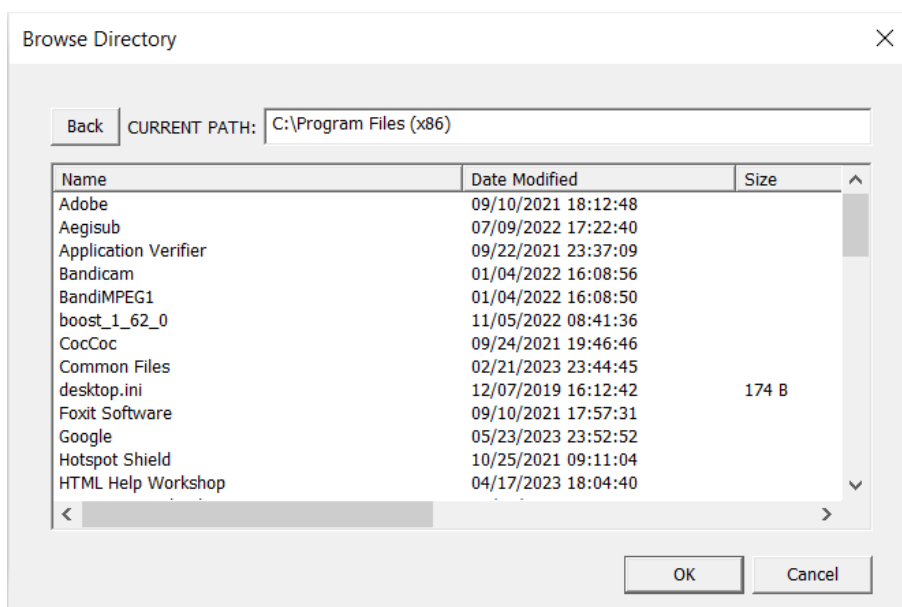 Browse Directory
Back CURRENT PATH: C:\Program Files (x86)
Name Date Modified Size
Adobe 09/10/2021 18:12:48
Aegisub 07/09/2022 17:22:40
Application Verifier 09/22/2021 23:37:09
Bandicam 01/04/2022 16:08:56
BandiMPEG1 01/04/2022 16:08:50
boost_1_62_0 11/05/2022 08:41:36
CocCoc 09/24/2021 19:46:46
Common Files 02/21/2023 23:44:45
desktop.ini 12/07/2019 16:12:42 174 B
Foxit Software 09/10/2021 17:57:31
Google 05/23/2023 23:52:52
Hotspot Shield 10/25/2021 09:11:04
HTML Help Workshop 04/17/2023 18:04:40
OK Cancel